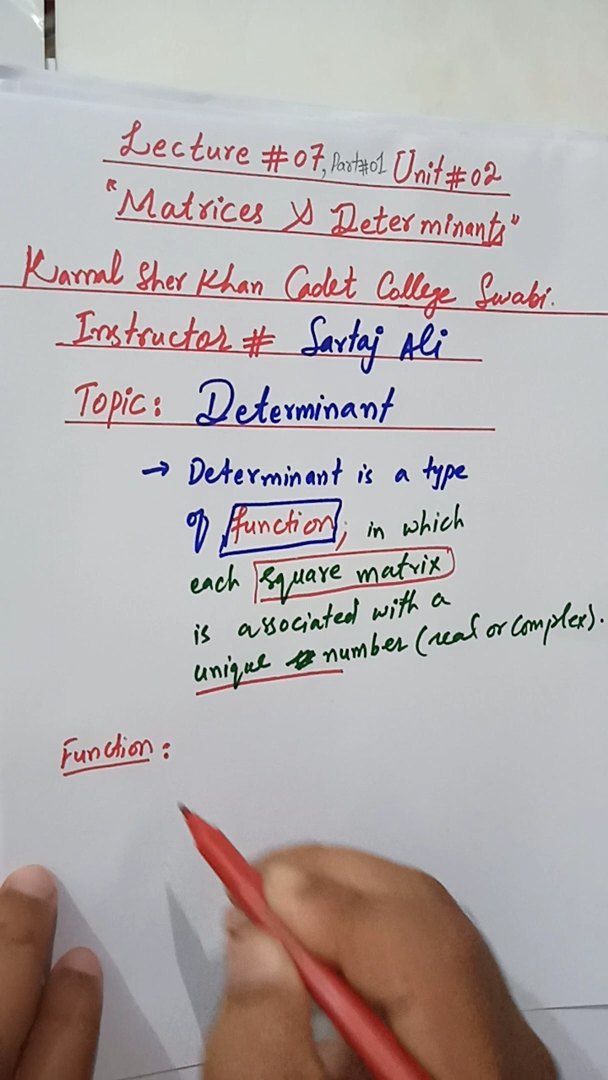 Lecture #07, Part#01 Unit#02
"Matrices & Determinants"
Karnal Sher Khan Cadet College Swabi.
Instructor # Sartaj Ali
Topic: Determinant
→ Determinant is a type
of function; in which
each square matrix
is associated with a
unique number (real or complex).
Function: